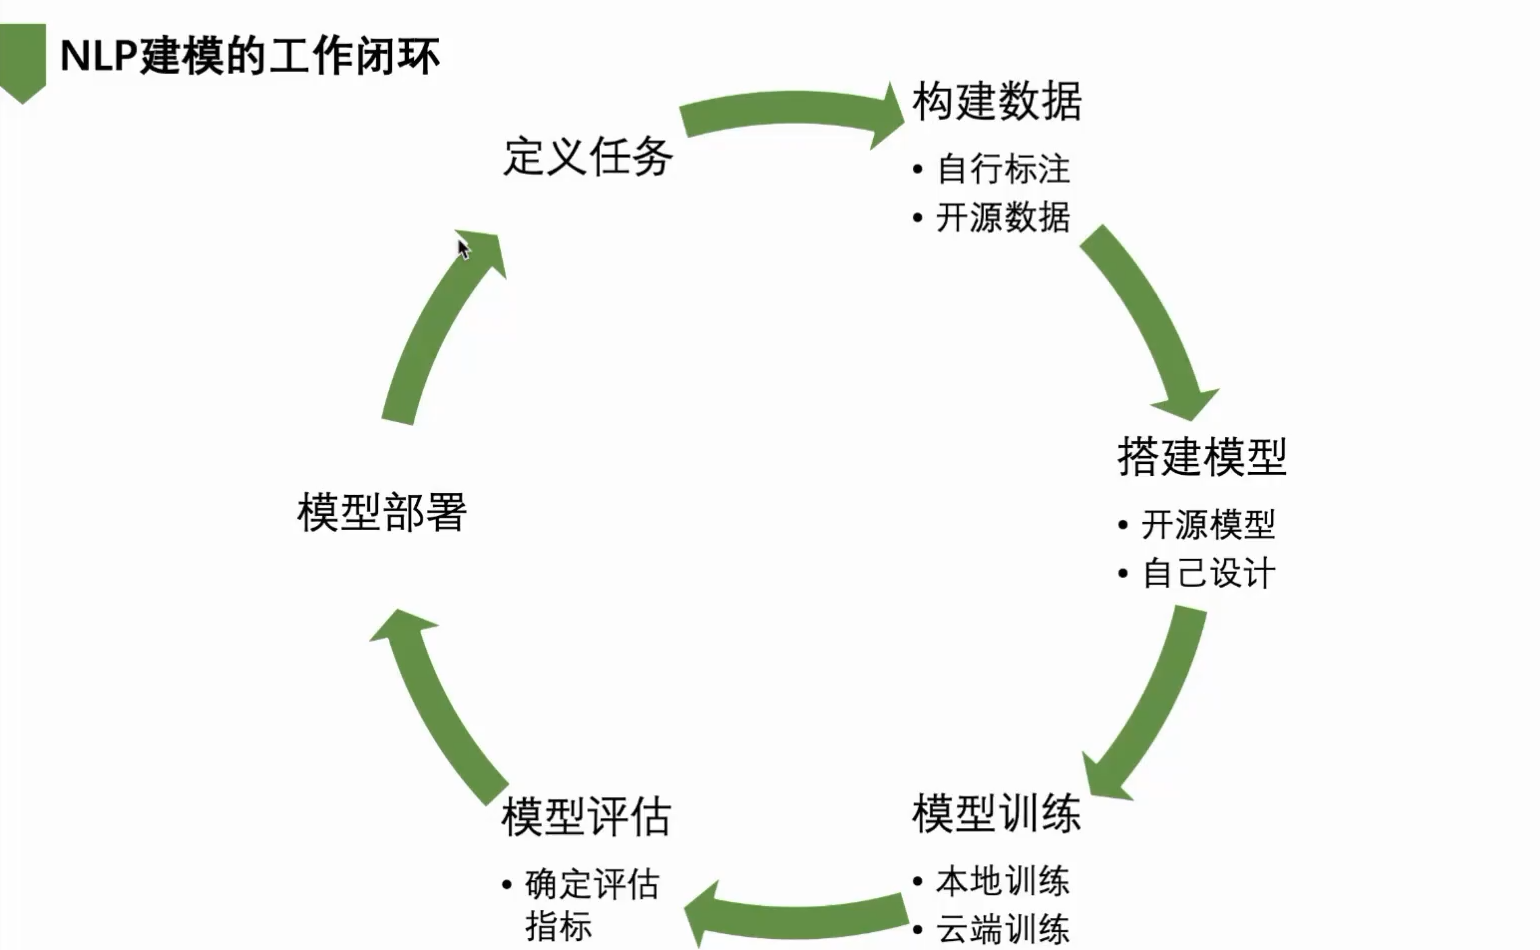 NLP建模的工作闭环
定义任务
构建数据
• 自行标注
• 开源数据
搭建模型
• 开源模型
• 自己设计
模型训练
• 本地训练
• 云端训练
模型评估
• 确定评估
指标
模型部署